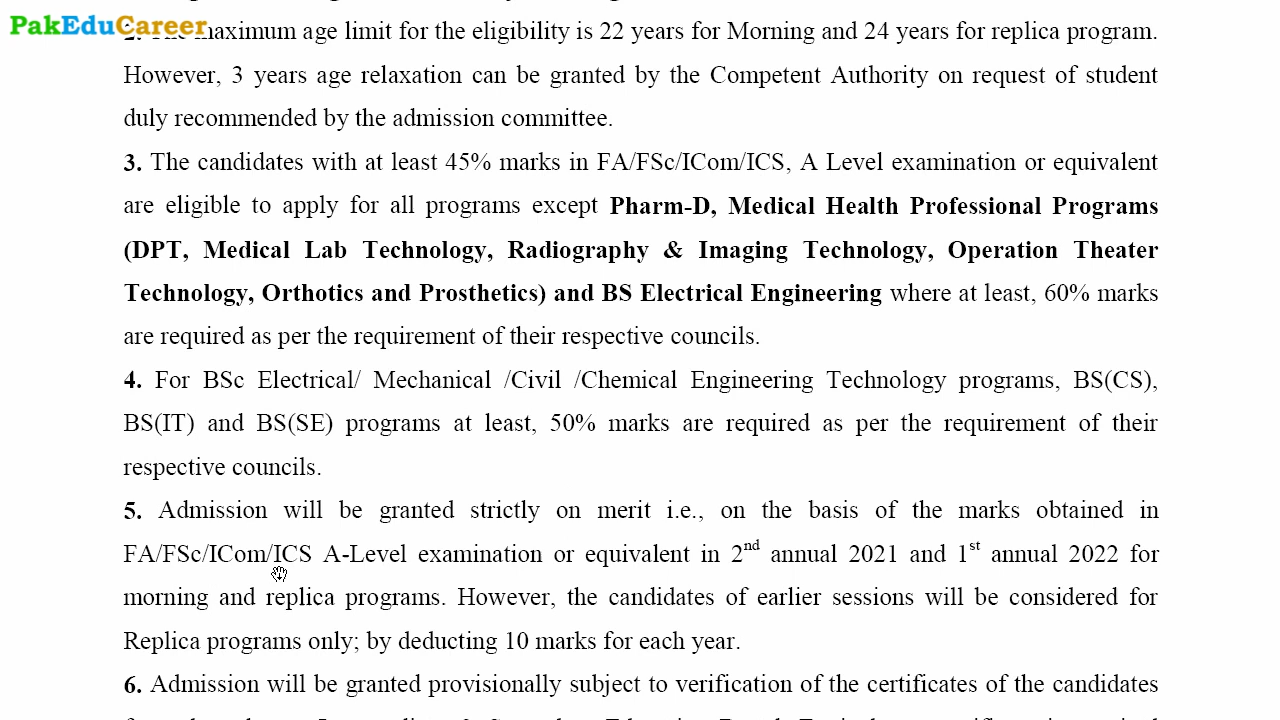 PakEduCareer
2. The maximum age limit for the eligibility is 22 years for Morning and 24 years for replica program.
However, 3 years age relaxation can be granted by the Competent Authority on request of student
duly recommended by the admission committee.
3. The candidates with at least 45% marks in FA/FSc/ICom/ICS, A Level examination or equivalent
are eligible to apply for all programs except Pharm-D, Medical Health Professional Programs
(DPT, Medical Lab Technology, Radiography & Imaging Technology, Operation Theater
Technology, Orthotics and Prosthetics) and BS Electrical Engineering where at least, 60% marks
are required as per the requirement of their respective councils.
4. For BSc Electrical/ Mechanical /Civil /Chemical Engineering Technology programs, BS(CS),
BS(IT) and BS(SE) programs at least, 50% marks are required as per the requirement of their
respective councils.
5. Admission will be granted strictly on merit i.e., on the basis of the marks obtained in
FA/FSc/ICom/ICS A-Level examination or equivalent in 2nd annual 2021 and 1st annual 2022 for
morning and replica programs. However, the candidates of earlier sessions will be considered for
Replica programs only; by deducting 10 marks for each year.
6. Admission will be granted provisionally subject to verification of the certificates of the candidates